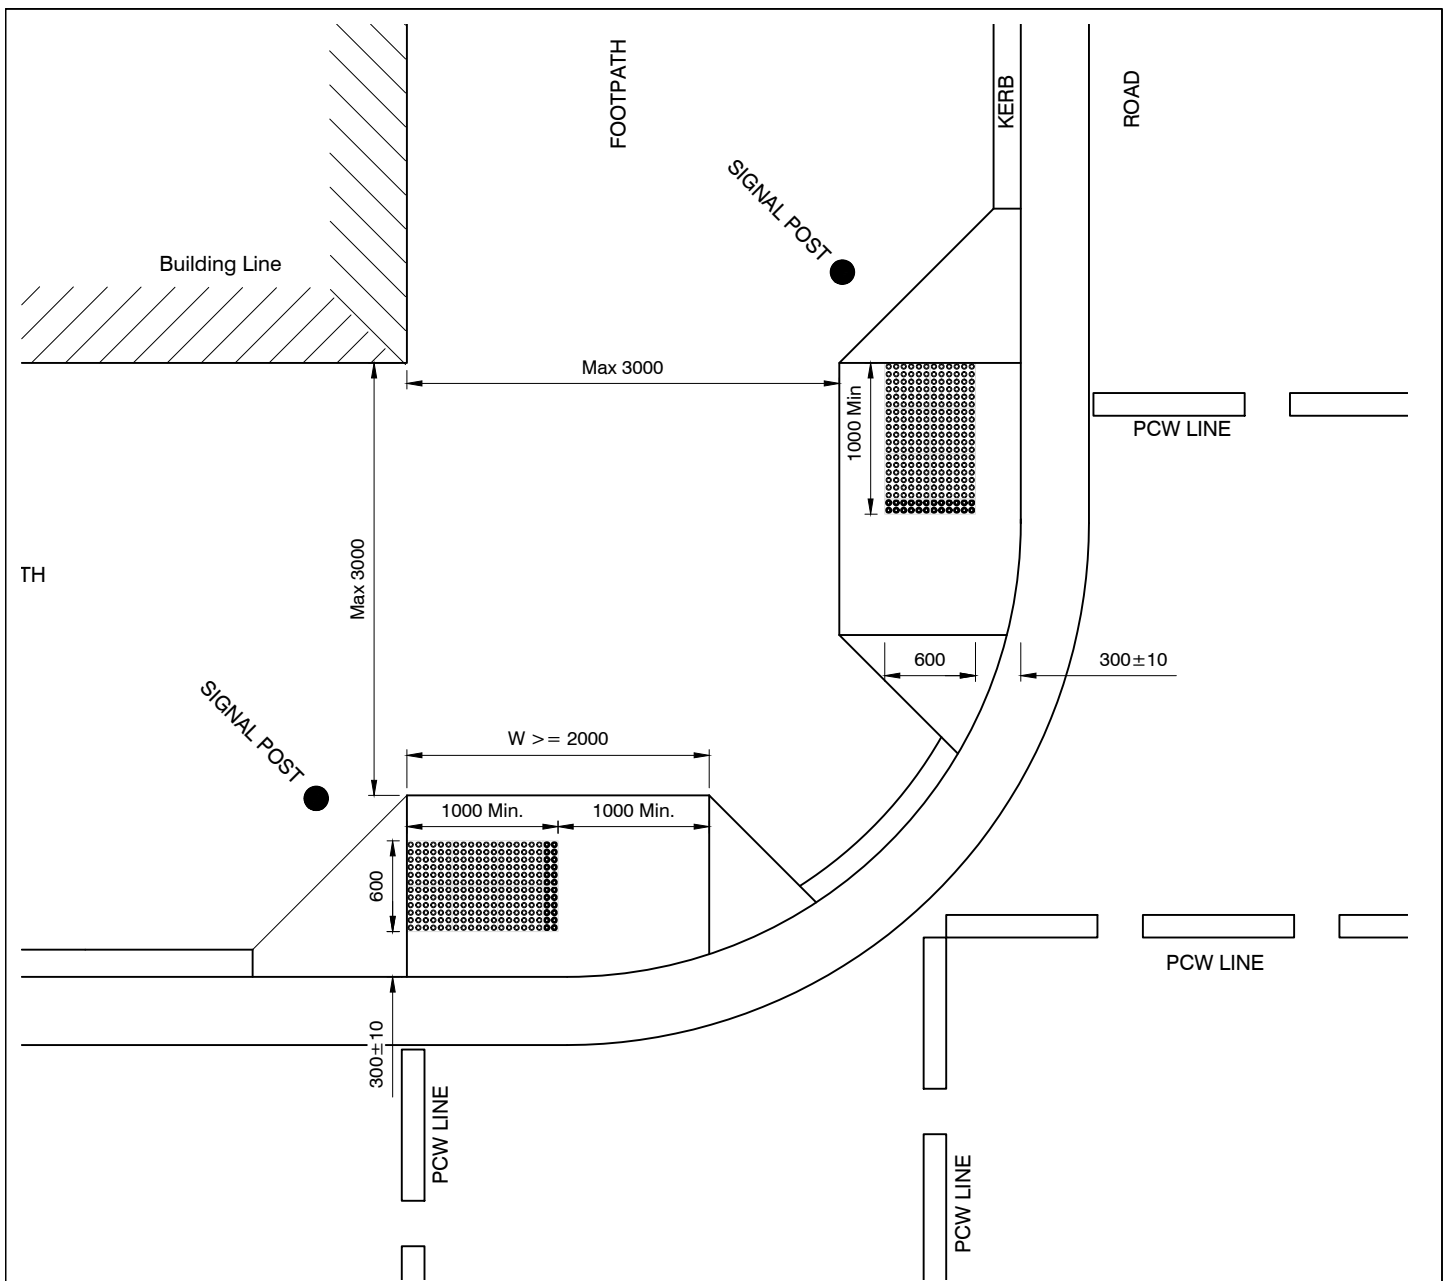 FOOTPATH
KERB
ROAD
SIGNAL POST
Building Line
Max 3000
1000 Min
PCW LINE
Max 3000
TH
600
300±10
SIGNAL POST
W >= 2000
1000 Min.
1000 Min.
600
PCW LINE
300±10
PCW LINE
PCW LINE